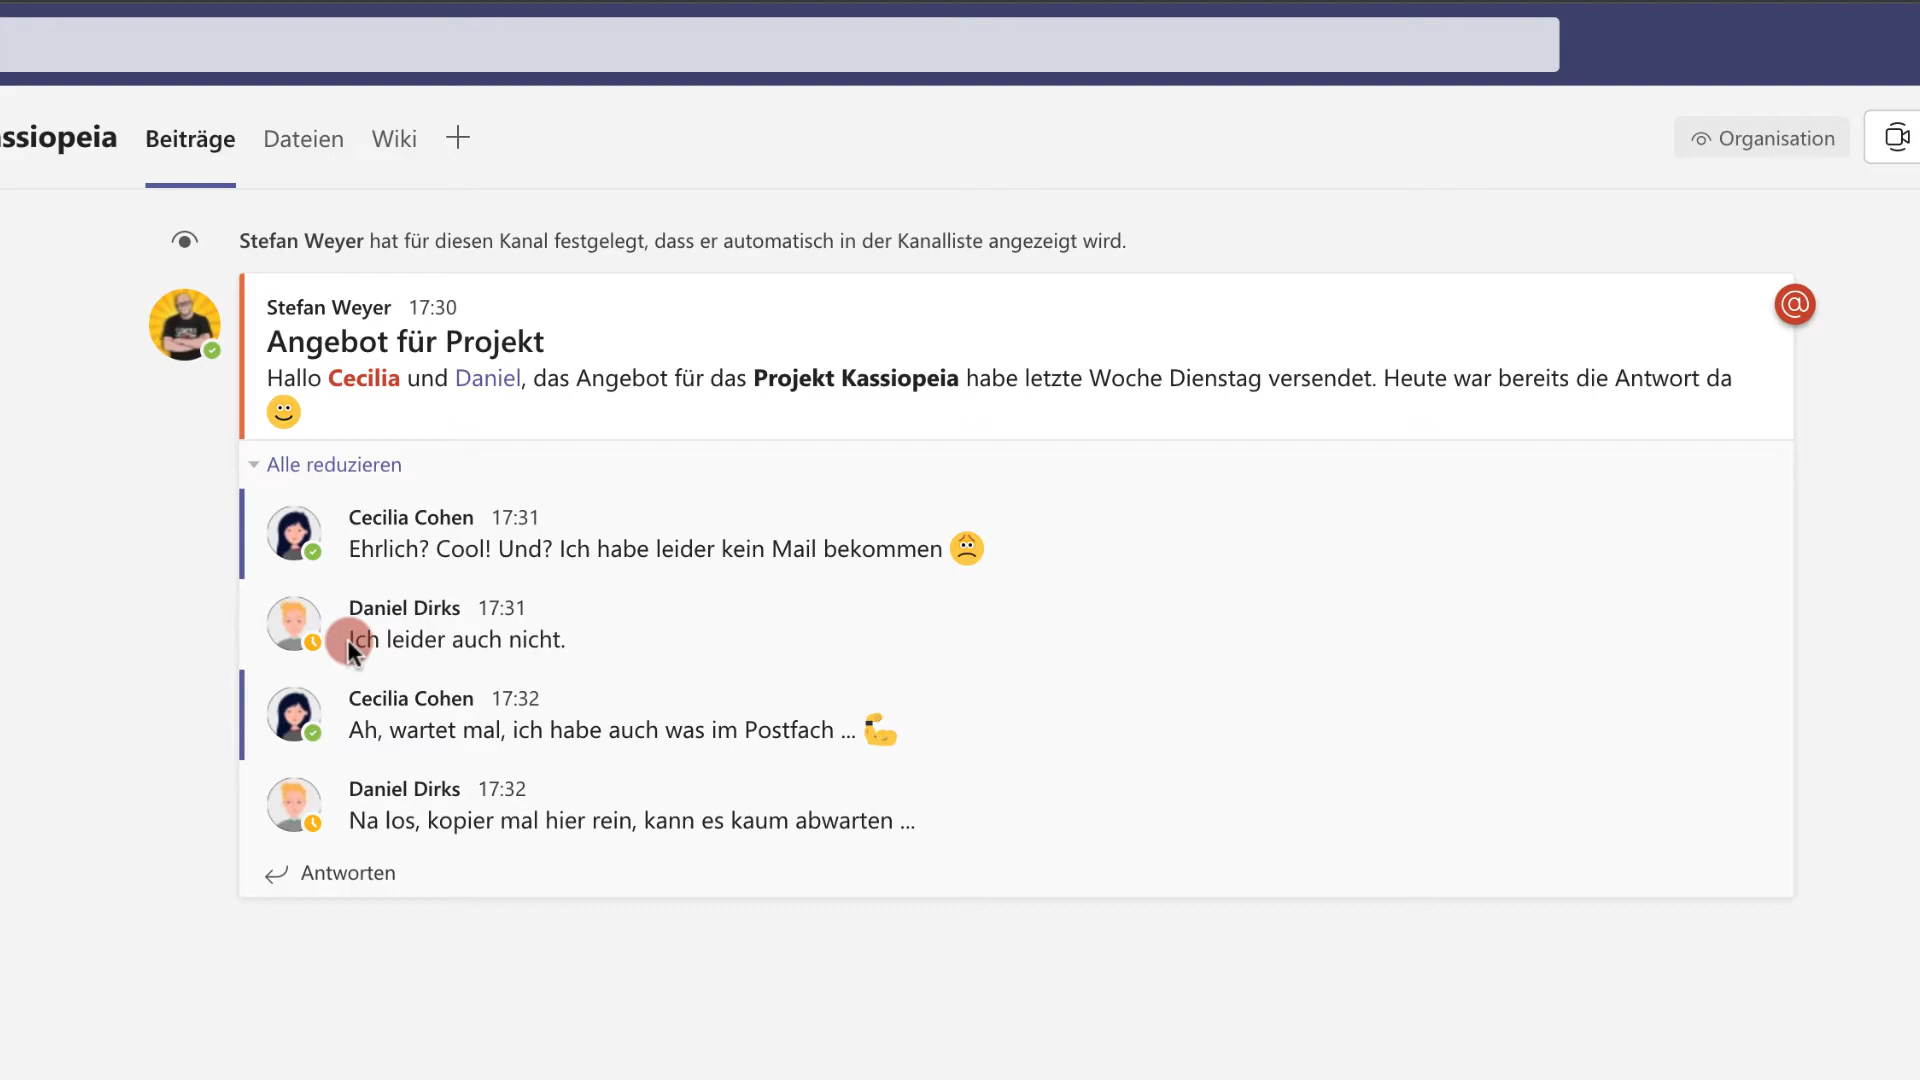 ssiopeia Beiträge Dateien Wiki Organisation
Stefan Weyer hat für diesen Kanal festgelegt, dass er automatisch in der Kanalliste angezeigt wird.
Stefan Weyer 17:30
@
Angebot für Projekt
Hallo Cecilia und Daniel, das Angebot für das Projekt Kassiopeia habe letzte Woche Dienstag versendet. Heute war bereits die Antwort da
Alle reduzieren
Cecilia Cohen 17:31
Ehrlich? Cool! Und? Ich habe leider kein Mail bekommen
Daniel Dirks 17:31
Ich leider auch nicht.
Cecilia Cohen 17:32
Ah, wartet mal, ich habe auch was im Postfach ...
Daniel Dirks 17:32
Na los, kopier mal hier rein, kann es kaum abwarten ...
Antworten